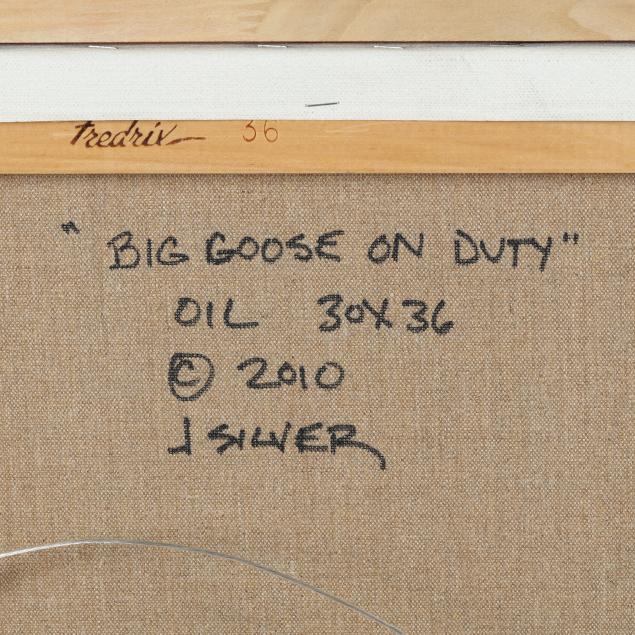 Fredrix 36
"BIG GOOSE ON DUTY"
OIL 30X36
© 2010
J SILVER